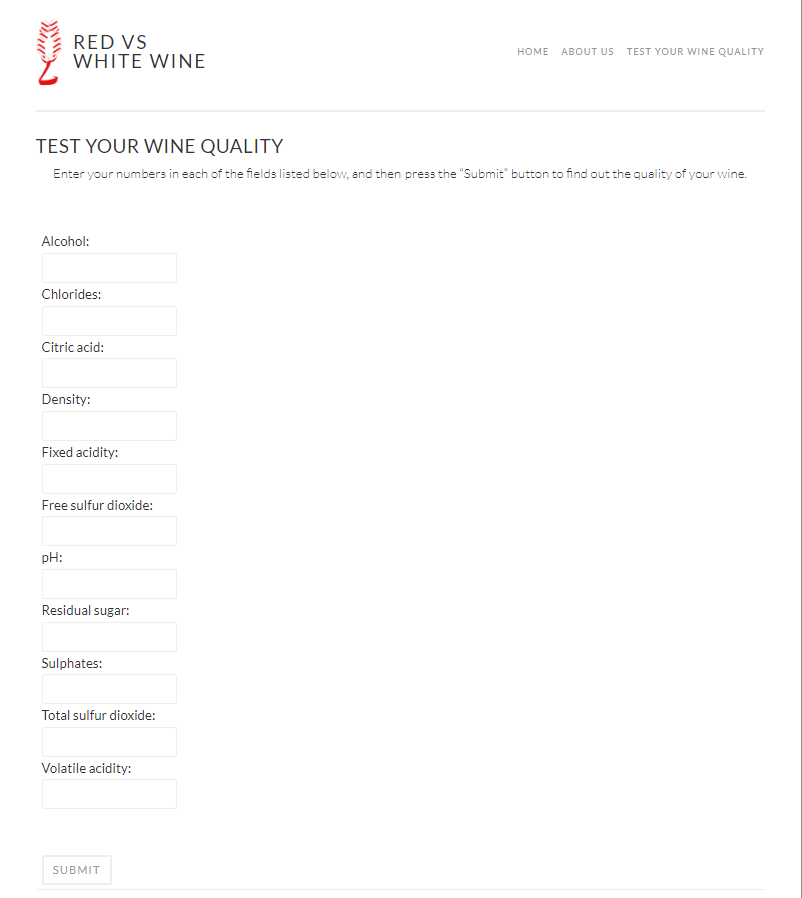 RED VS
WHITE WINE
HOME ABOUT US TEST YOUR WINE QUALITY
TEST YOUR WINE QUALITY
Enter your numbers in each of the fields listed below, and then press the “Submit” button to find out the quality of your wine.
Alcohol:
Chlorides:
Citric acid:
Density:
Fixed acidity:
Free sulfur dioxide:
pH:
Residual sugar:
Sulphates:
Total sulfur dioxide:
Volatile acidity:
SUBMIT